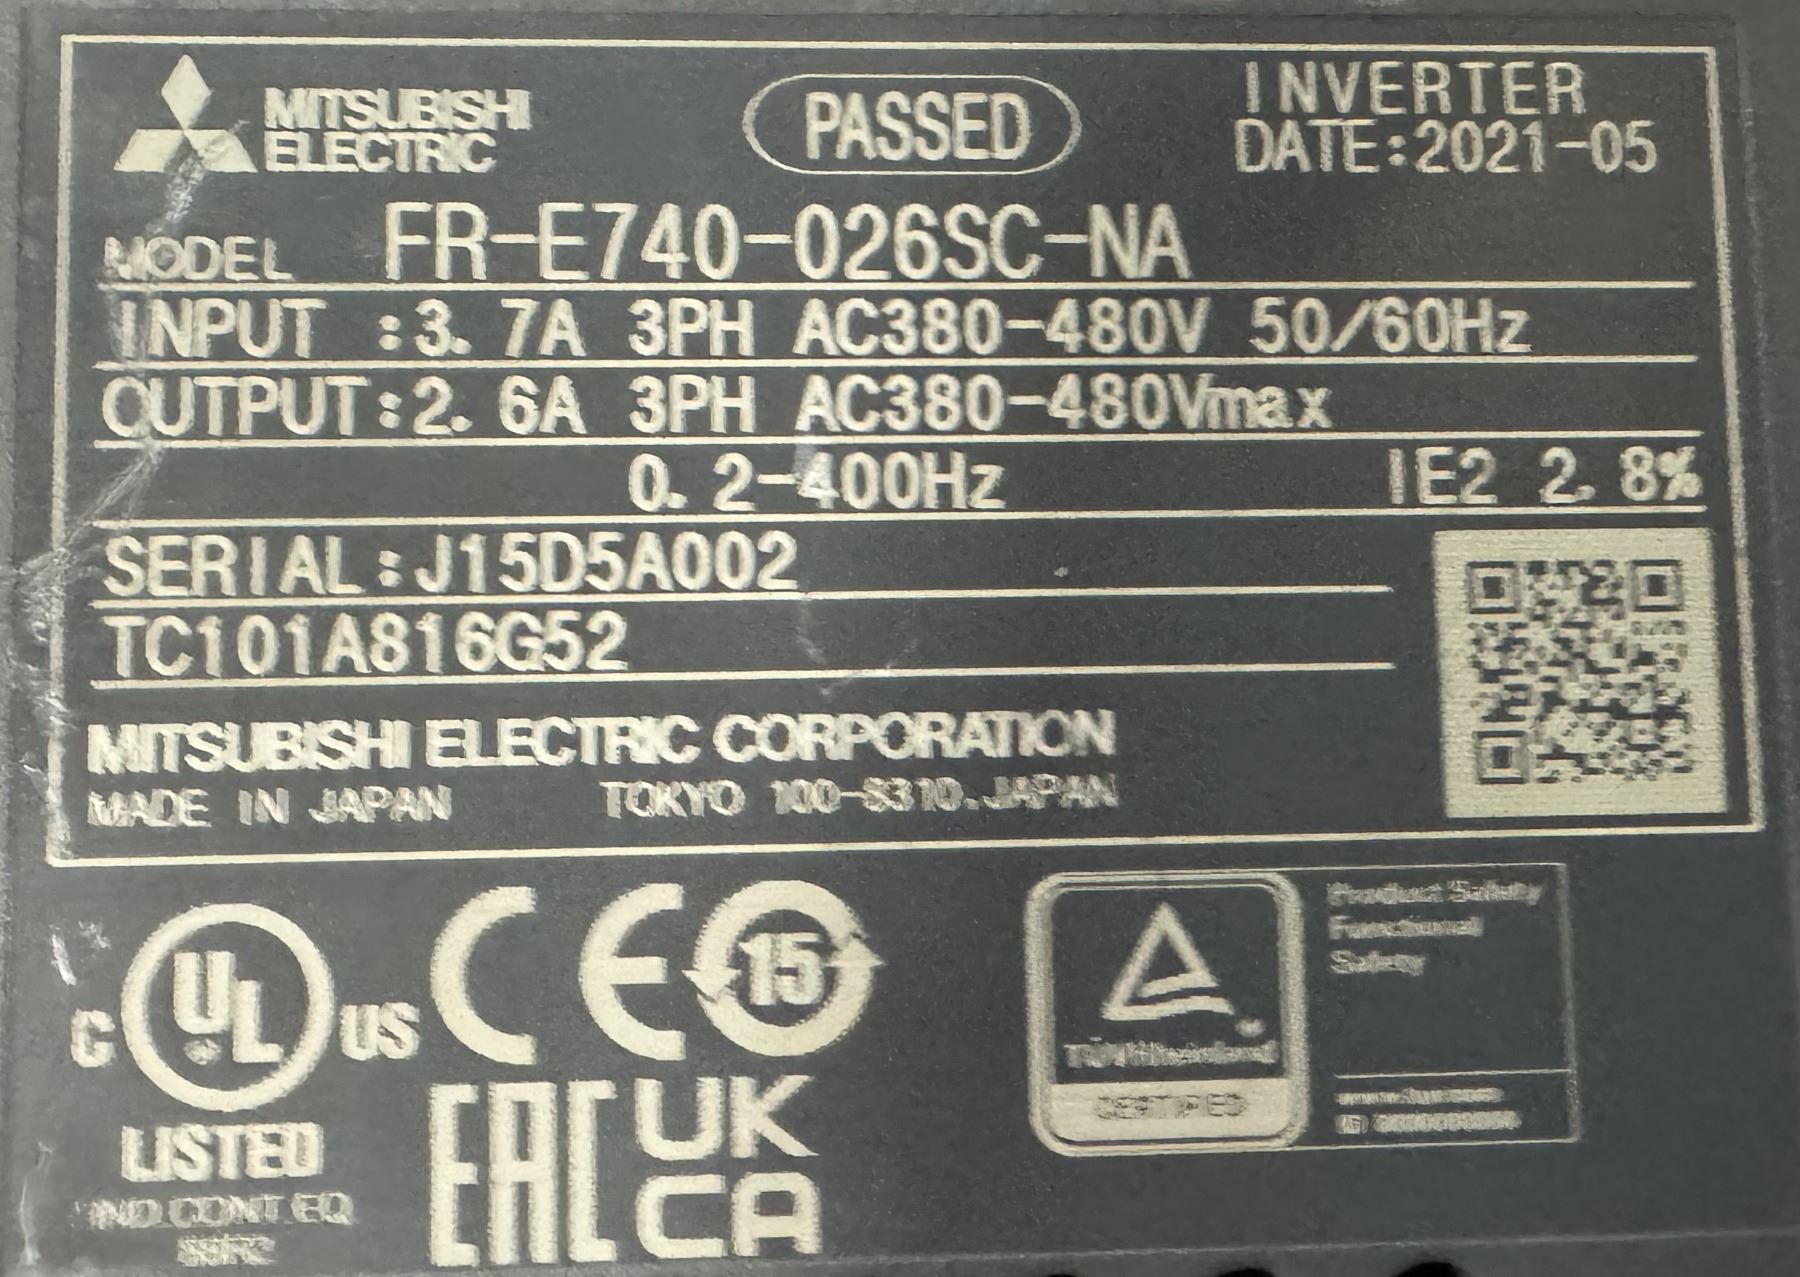 MITSUBISHI
ELECTRIC
PASSED
INVERTER
DATE:2021-05
MODEL FR-E740-026SC-NA
INPUT :3.7A 3PH AC380-480V 50/60Hz
OUTPUT:2.6A 3PH AC380-480Vmax
0.2-400Hz IE2 2.8%
SERIAL:J15D5A002
TC101A816G52
MITSUBISHI ELECTRIC CORPORATION
MADE IN JAPAN TOKYO 100-8310,JAPAN
C UL US
LISTED
IND.CONT.EQ
CE
15
EAC
UK
CA
TÜVRheinland
CERTIFIED
Product Safety
Functional
Safety